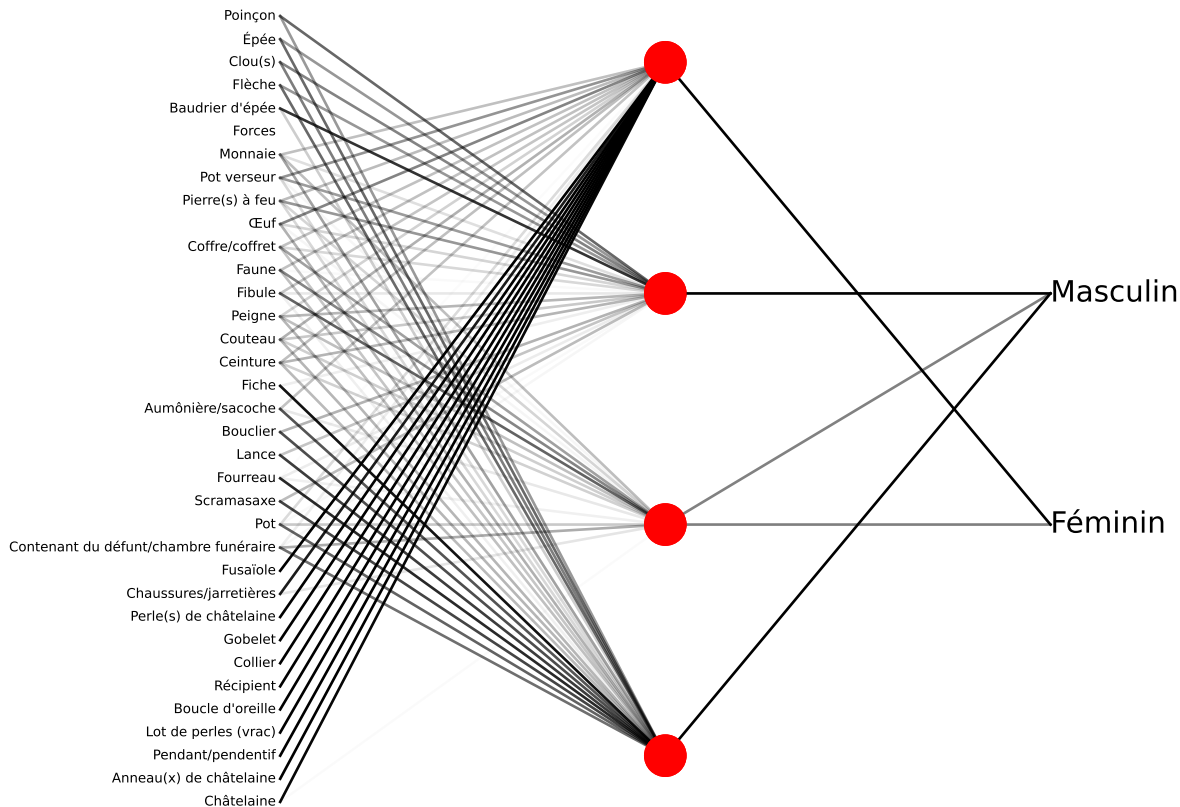 Poinçon
Épée
Clou(s)
Flèche
Baudrier d'épée
Forces
Monnaie
Pot verseur
Pierre(s) à feu
Œuf
Coffre/coffret
Faune
Fibule
Peigne
Couteau
Ceinture
Fiche
Aumônière/sacoche
Bouclier
Lance
Fourreau
Scramasaxe
Pot
Contenant du défunt/chambre funéraire
Fusaïole
Chaussures/jarretières
Perle(s) de châtelaine
Gobelet
Collier
Récipient
Boucle d'oreille
Lot de perles (vrac)
Pendant/pendentif
Anneau(x) de châtelaine
Châtelaine
Masculin
Féminin